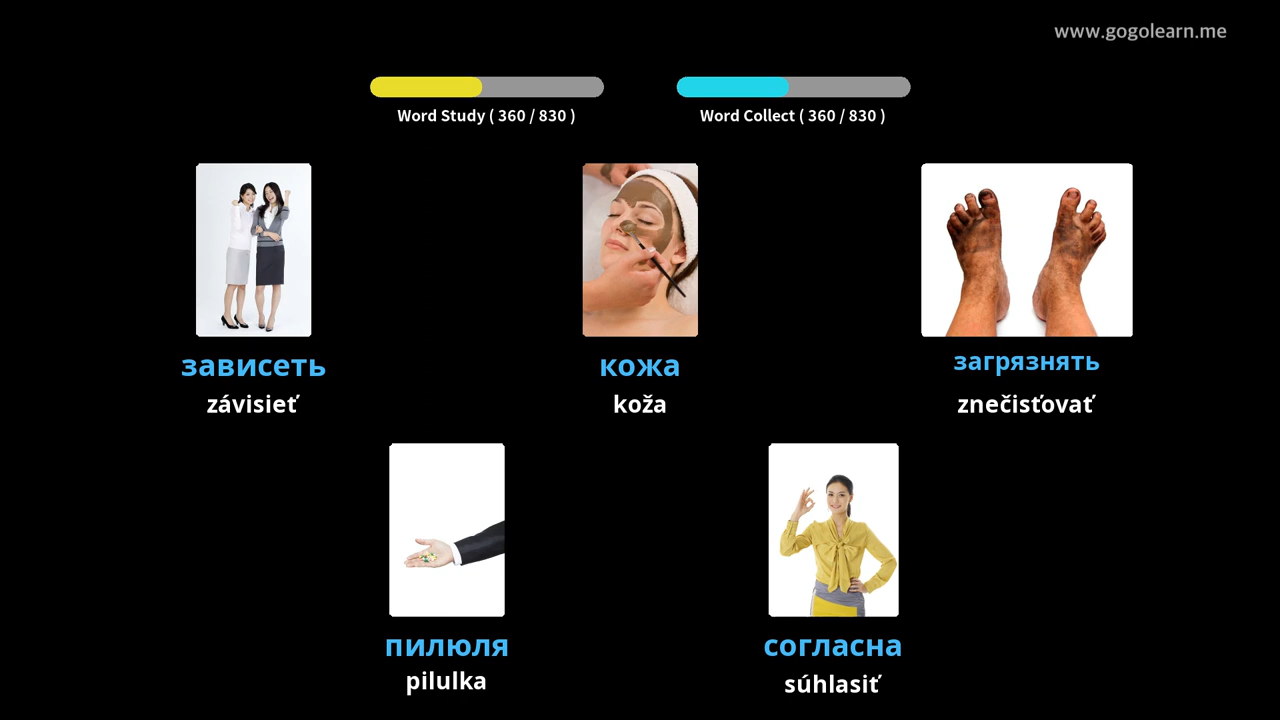 www.gogolearn.me
Word Study ( 360 / 830 )
Word Collect ( 360 / 830 )
зависеть
кожа
загрязнять
závisieť
koža
znečisťovať
пилюля
согласна
pilulka
súhlasiť